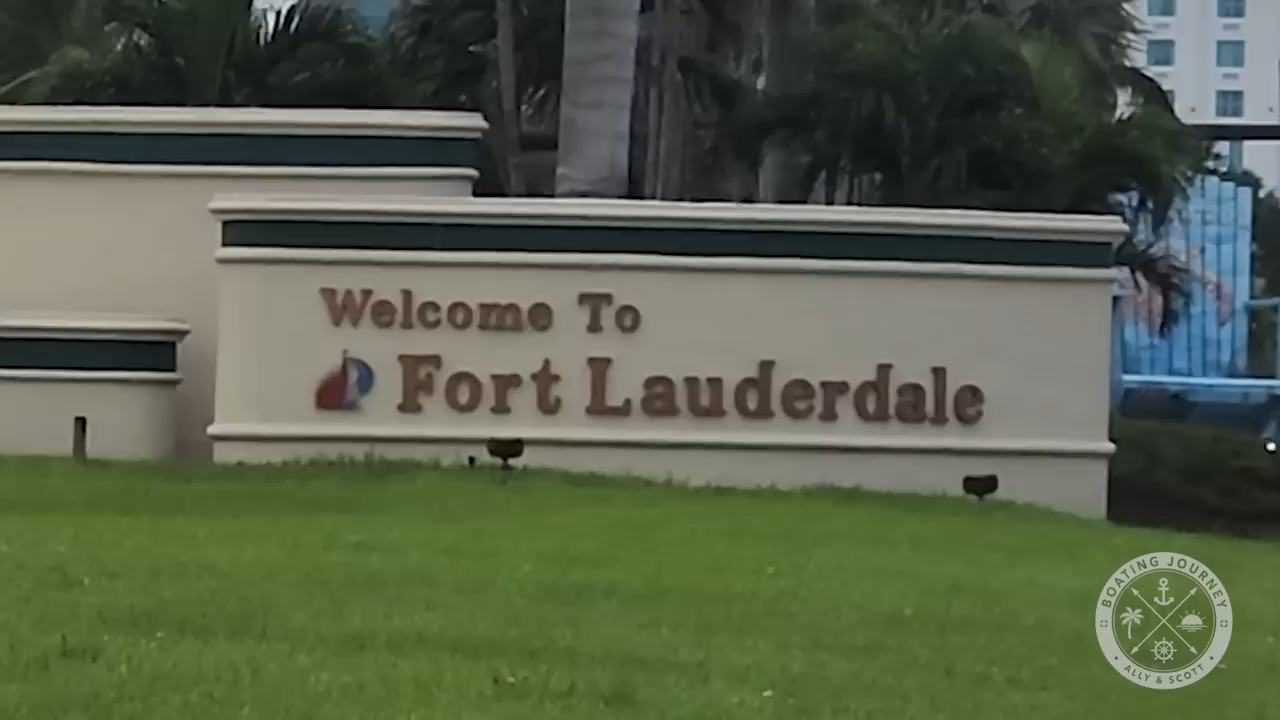 Welcome To
Fort Lauderdale
BOATING JOURNEY
ALLY & SCOTT